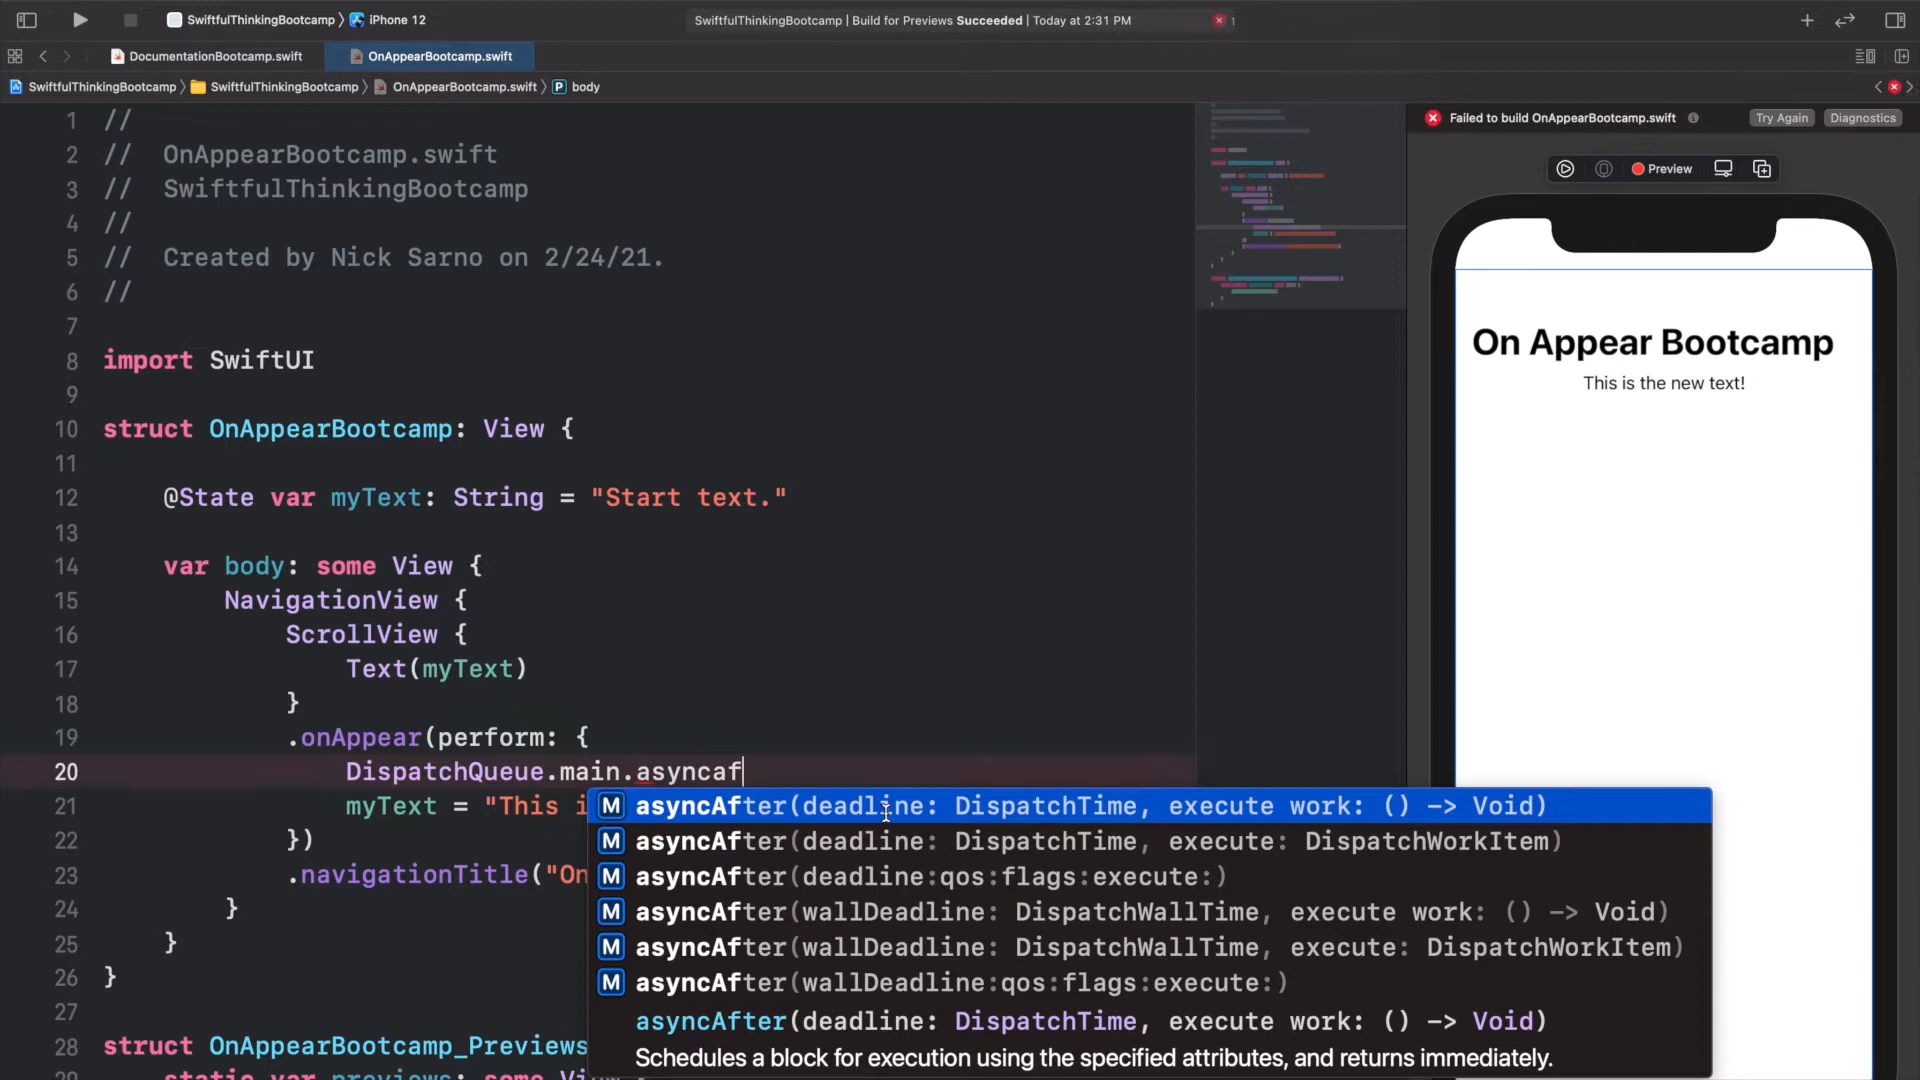 SwiftfulThinkingBootcamp 〉 iPhone 12
SwiftfulThinkingBootcamp | Build for Previews Succeeded | Today at 2:31 PM 1
DocumentationBootcamp.swift OnAppearBootcamp.swift
SwiftfulThinkingBootcamp 〉 SwiftfulThinkingBootcamp 〉 OnAppearBootcamp.swift 〉 P body
Failed to build OnAppearBootcamp.swift Try Again Diagnostics
Preview
On Appear Bootcamp
This is the new text!
1 //
2 //  OnAppearBootcamp.swift
3 //  SwiftfulThinkingBootcamp
4 //
5 //  Created by Nick Sarno on 2/24/21.
6 //
7
8 import SwiftUI
9
10 struct OnAppearBootcamp: View {
11
12 @State var myText: String = "Start text."
13
14 var body: some View {
15 NavigationView {
16 ScrollView {
17 Text(myText)
18 }
19 .onAppear(perform: {
20 DispatchQueue.main.asyncaf
21 myText = "This i
22 })
23 .navigationTitle("On
24 }
25 }
26 }
27
28 struct OnAppearBootcamp_Previews
29 static var previews: some View
M asyncAfter(deadline: DispatchTime, execute work: () -> Void)
M asyncAfter(deadline: DispatchTime, execute: DispatchWorkItem)
M asyncAfter(deadline:qos:flags:execute:)
M asyncAfter(wallDeadline: DispatchWallTime, execute work: () -> Void)
M asyncAfter(wallDeadline: DispatchWallTime, execute: DispatchWorkItem)
M asyncAfter(wallDeadline:qos:flags:execute:)
asyncAfter(deadline: DispatchTime, execute work: () -> Void)
Schedules a block for execution using the specified attributes, and returns immediately.